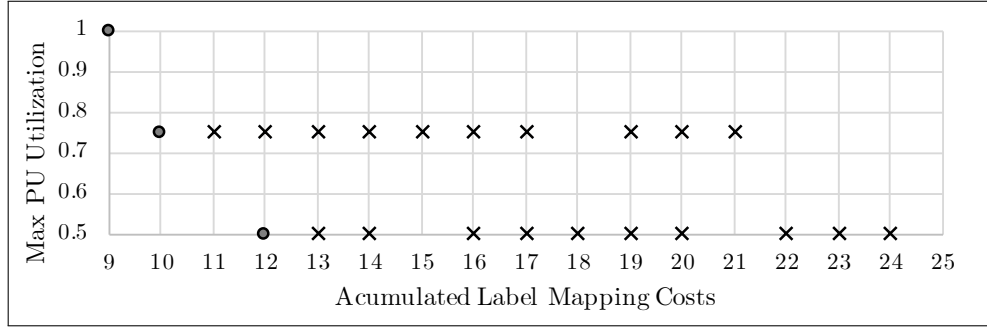 1
0.9
0.8
0.7
0.6
0.5
Max PU Utilization
9 10 11 12 13 14 15 16 17 18 19 20 21 22 23 24 25
Acumulated Label Mapping Costs